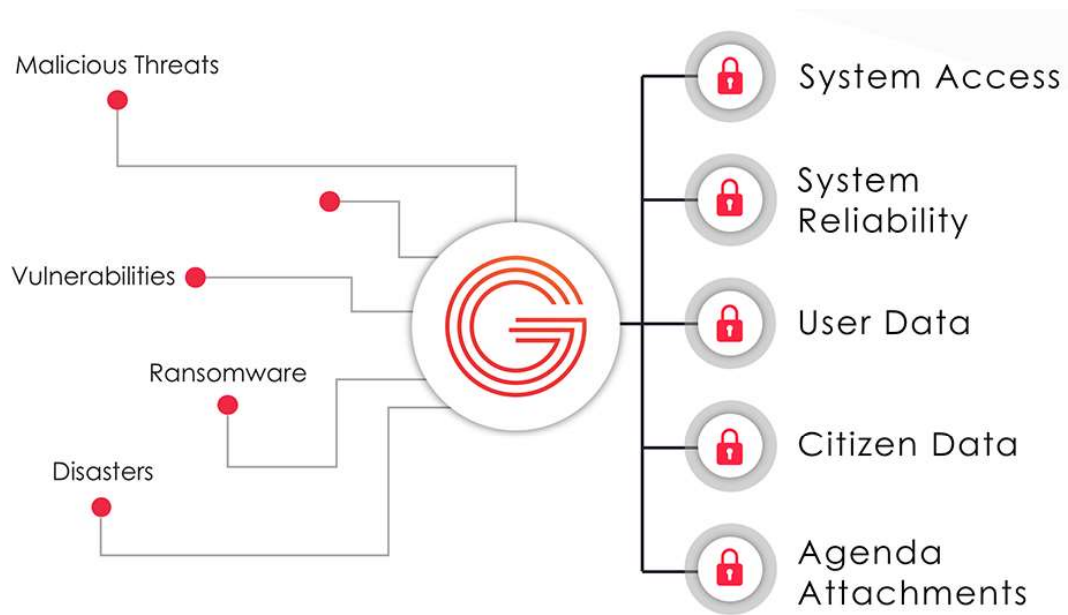 Malicious Threats
Vulnerabilities
Ransomware
Disasters
System Access
System
Reliability
User Data
Citizen Data
Agenda
Attachments